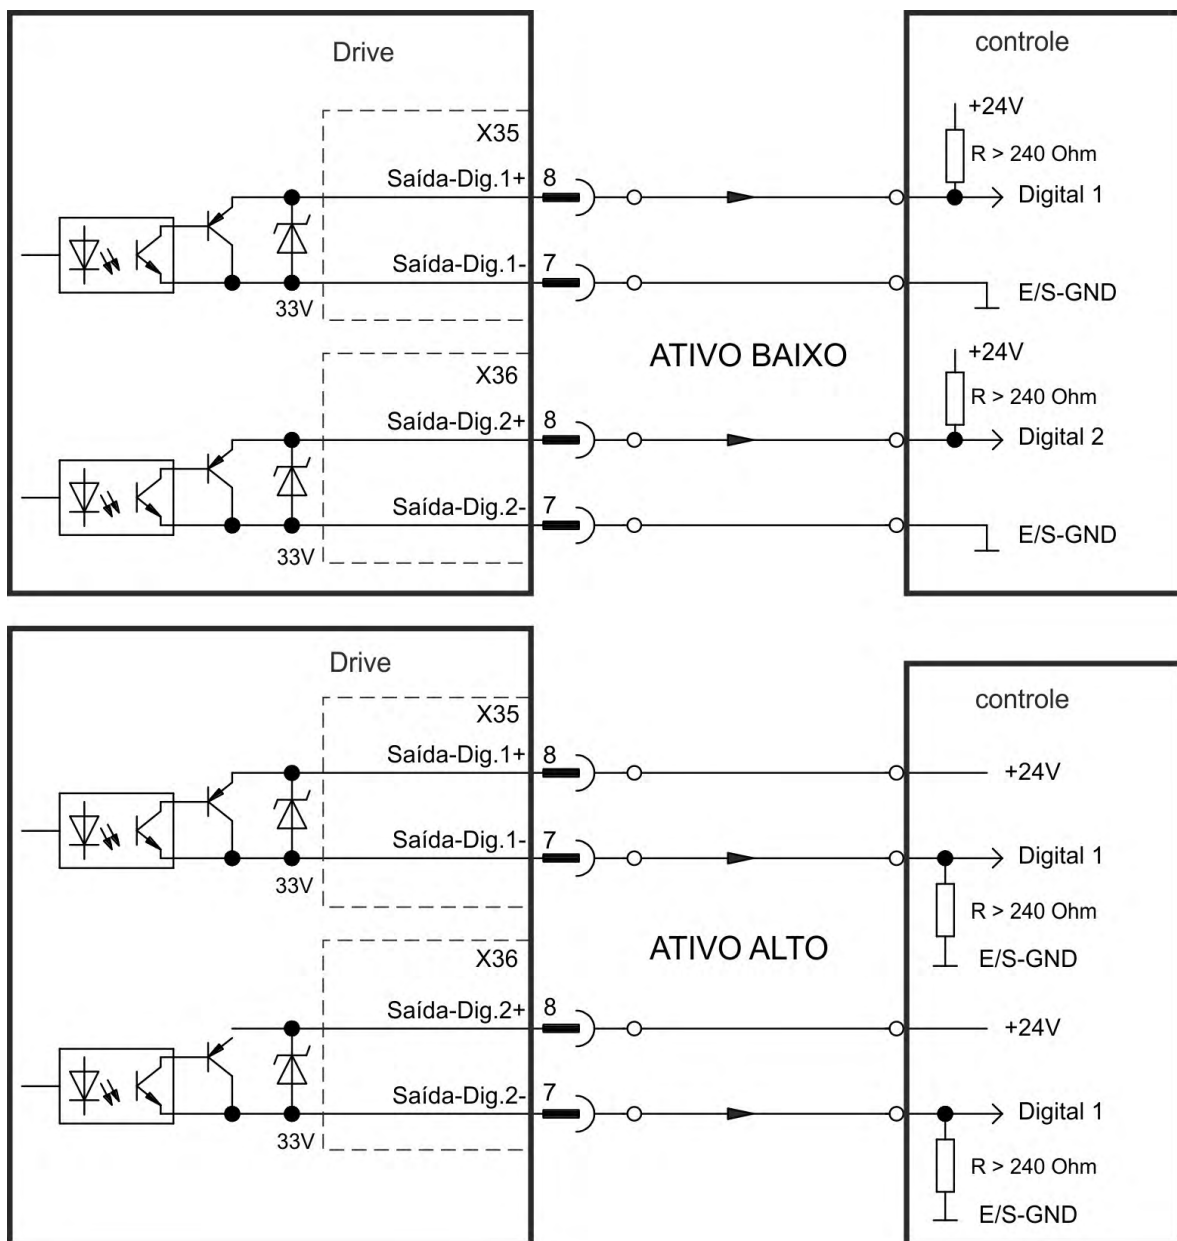 Drive
controle
+24V
X35
R > 240 Ohm
Saída-Dig.1+
8
Digital 1
Saída-Dig.1-
7
E/S-GND
33V
ATIVO BAIXO
+24V
X36
R > 240 Ohm
Saída-Dig.2+
8
Digital 2
Saída-Dig.2-
7
E/S-GND
33V
Drive
controle
X35
Saída-Dig.1+
8
+24V
Saída-Dig.1-
7
Digital 1
33V
R > 240 Ohm
ATIVO ALTO
E/S-GND
X36
Saída-Dig.2+
8
+24V
Saída-Dig.2-
7
Digital 1
33V
R > 240 Ohm
E/S-GND